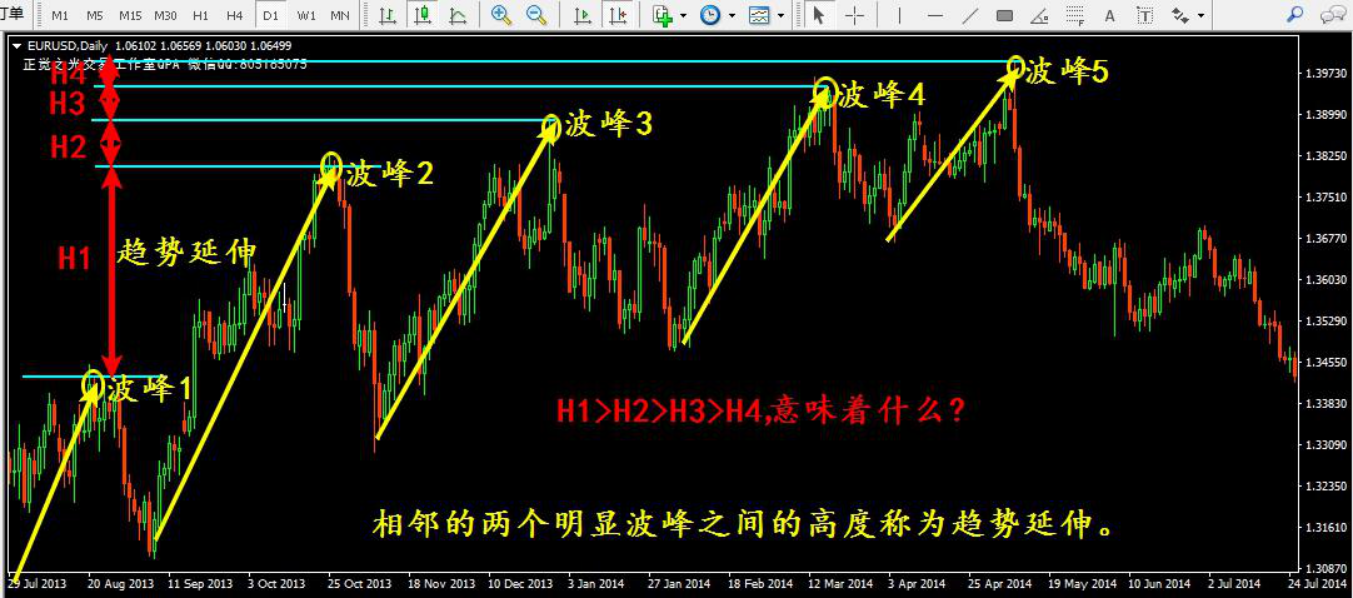 订单 M1 M5 M15 M30 H1 H4 D1 W1 MN
EURUSD,Daily 1.06102 1.06569 1.06030 1.06499
正觉之光交易工作室QPA 微信QQ:805165075
H4
H3
H2
H1
趋势延伸
波峰1
波峰2
波峰3
波峰4
波峰5
H1>H2>H3>H4,意味着什么?
相邻的两个明显波峰之间的高度称为趋势延伸。
1.39730
1.38990
1.38250
1.37510
1.36770
1.36030
1.35290
1.34550
1.33830
1.33090
1.32350
1.31610
1.30870
29 Jul 2013 20 Aug 2013 11 Sep 2013 3 Oct 2013 25 Oct 2013 18 Nov 2013 10 Dec 2013 3 Jan 2014 27 Jan 2014 18 Feb 2014 12 Mar 2014 3 Apr 2014 25 Apr 2014 19 May 2014 10 Jun 2014 2 Jul 2014 24 Jul 2014